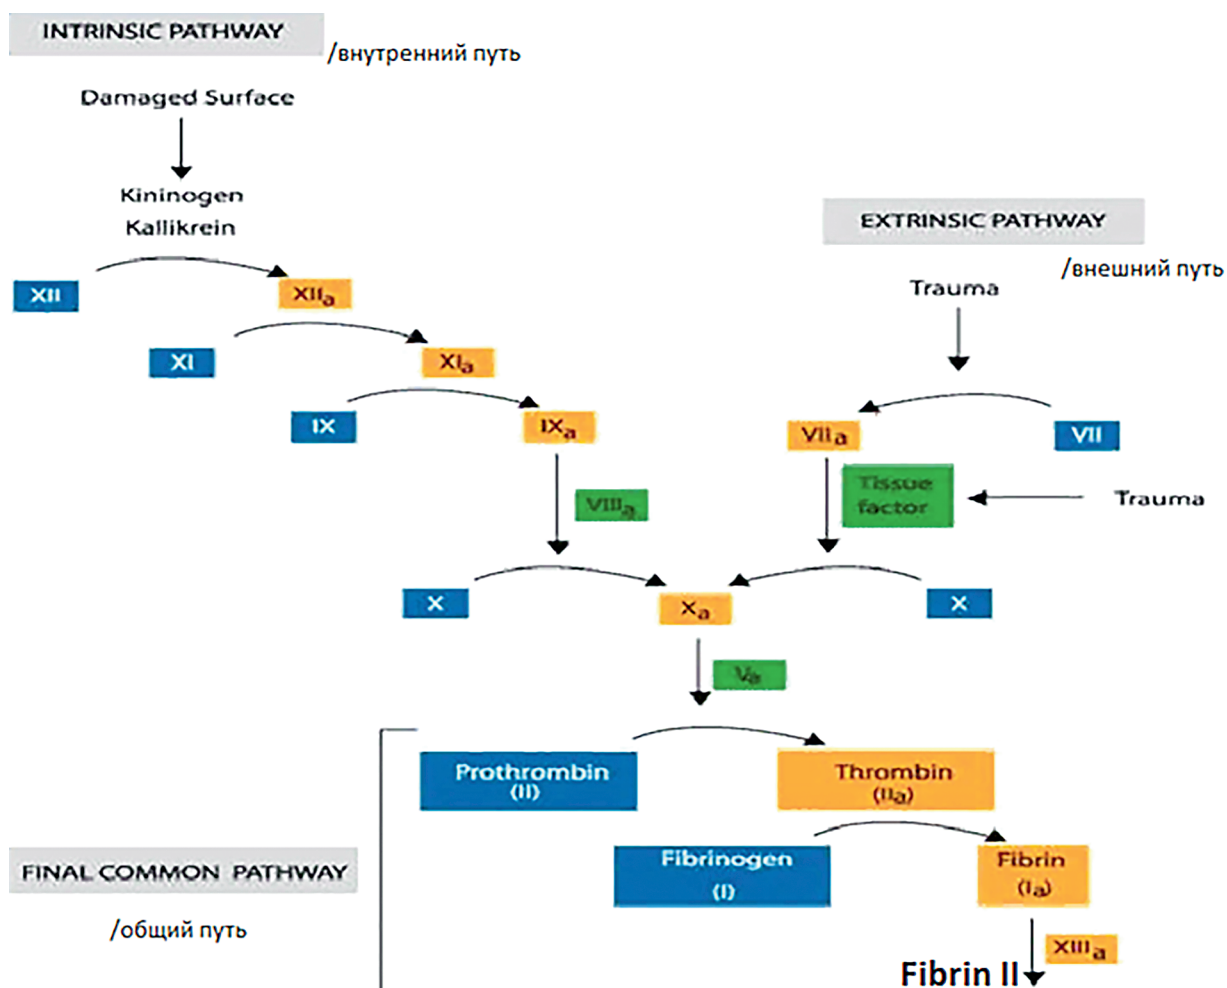 INTRINSIC PATHWAY
/внутренний путь
Damaged Surface
Kininogen
Kallikrein
EXTRINSIC PATHWAY
/внешний путь
Trauma
XII
XIIa
XI
XIa
IX
IXa
VIIa
VII
VIIIa
Tissue
factor
Trauma
X
Xa
X
Va
Prothrombin
(II)
Thrombin
(IIa)
Fibrinogen
(I)
Fibrin
(Ia)
FINAL COMMON PATHWAY
/общий путь
XIIIa
Fibrin II